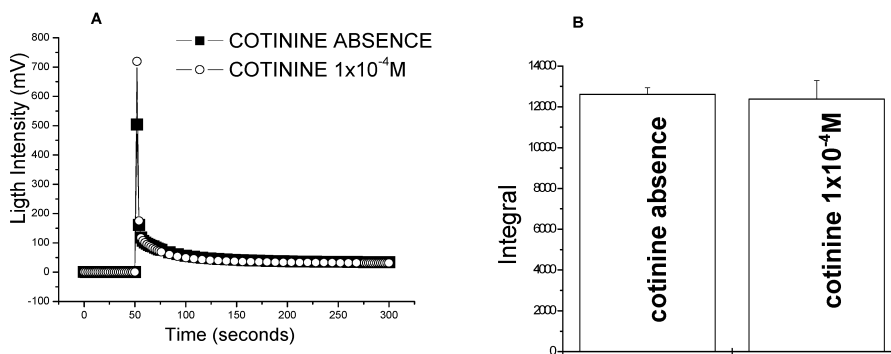 A
COTININE ABSENCE
COTININE 1x10⁻⁴M
800
700
600
500
400
300
200
100
0
-100
Ligth Intensity (mV)
0
50
100
150
200
250
300
Time (seconds)
B
14000
12000
10000
8000
6000
4000
2000
0
Integral
cotinine absence
cotinine 1x10⁻⁴M